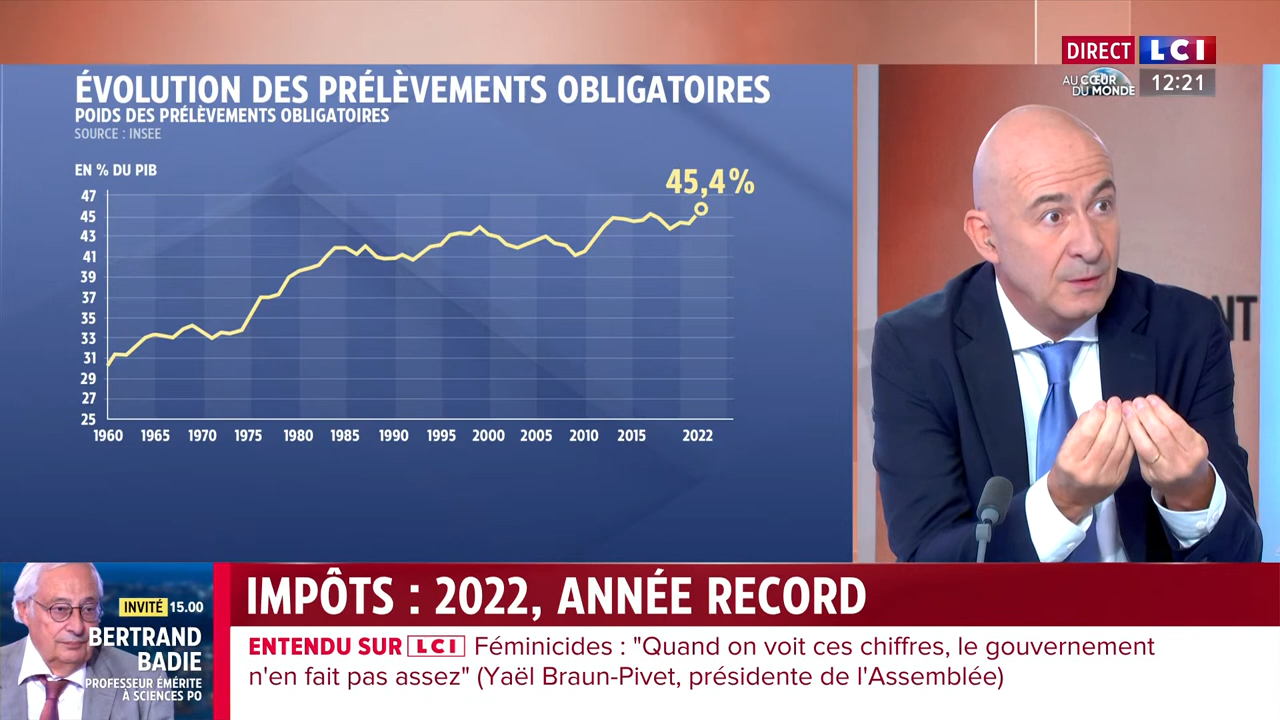 DIRECT LCI
AU CŒUR
DU MONDE
12:21
ÉVOLUTION DES PRÉLÈVEMENTS OBLIGATOIRES
POIDS DES PRÉLÈVEMENTS OBLIGATOIRES
SOURCE : INSEE
EN % DU PIB
45,4%
47
45
43
41
39
37
35
33
31
29
27
25
1960 1965 1970 1975 1980 1985 1990 1995 2000 2005 2010 2015 2022
NT
INVITÉ 15.00
BERTRAND
BADIE
PROFESSEUR ÉMÉRITE
À SCIENCES PO
IMPÔTS : 2022, ANNÉE RECORD
ENTENDU SUR LCI Féminicides : "Quand on voit ces chiffres, le gouvernement
n'en fait pas assez" (Yaël Braun-Pivet, présidente de l'Assemblée)